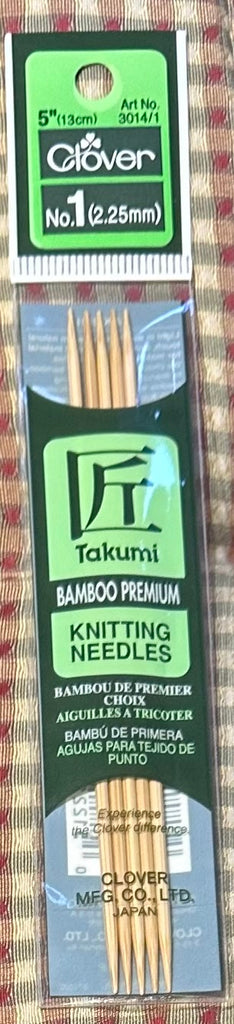 5"(13cm)
Art No.
3014/1
Clover
No.1(2.25mm)
匠
Takumi
BAMBOO PREMIUM
KNITTING
NEEDLES
BAMBOU DE PREMIER
CHOIX
AIGUILLES A TRICOTER
BAMBÚ DE PRIMERA
AGUJAS PARA TEJIDO DE
PUNTO
Experience
the Clover difference.
CLOVER
MFG. CO., LTD.
JAPAN